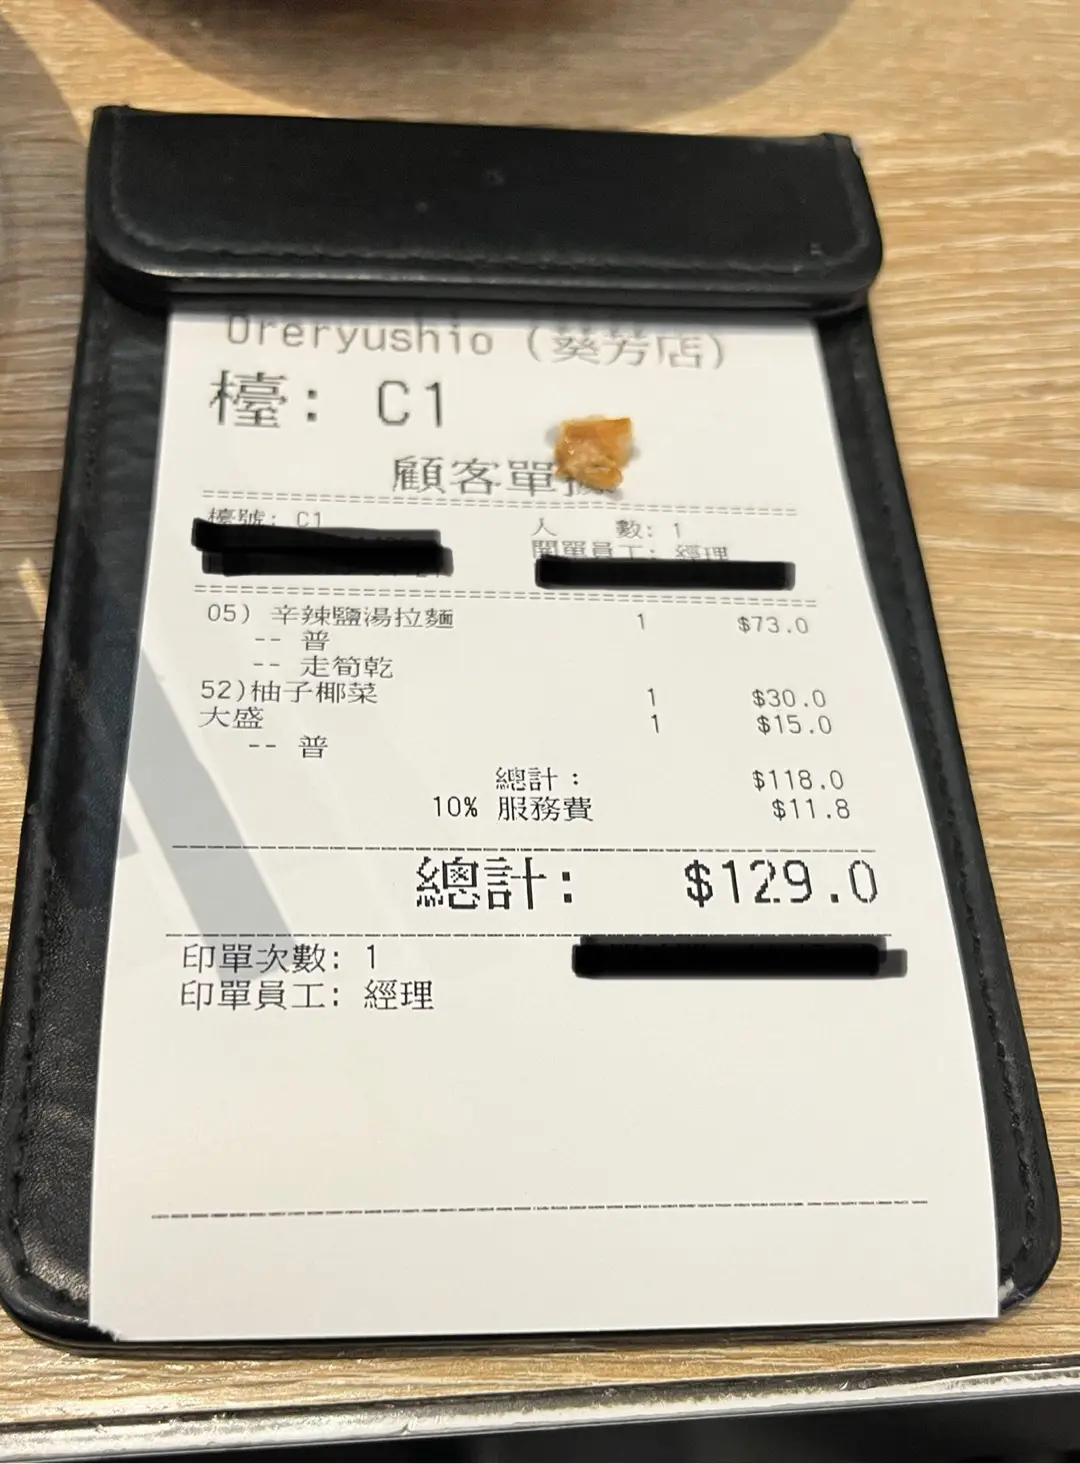 Oreryushio (葵芳店)
檯: C1
顧客單據
檯號: C1 人 數: 1
開單員工: 經理
05) 辛辣鹽湯拉麵 1 $73.0
-- 普
-- 走筍乾
52)柚子椰菜 1 $30.0
大盛 1 $15.0
-- 普
總計: $118.0
10% 服務費 $11.8
總計: $129.0
印單次數: 1
印單員工: 經理